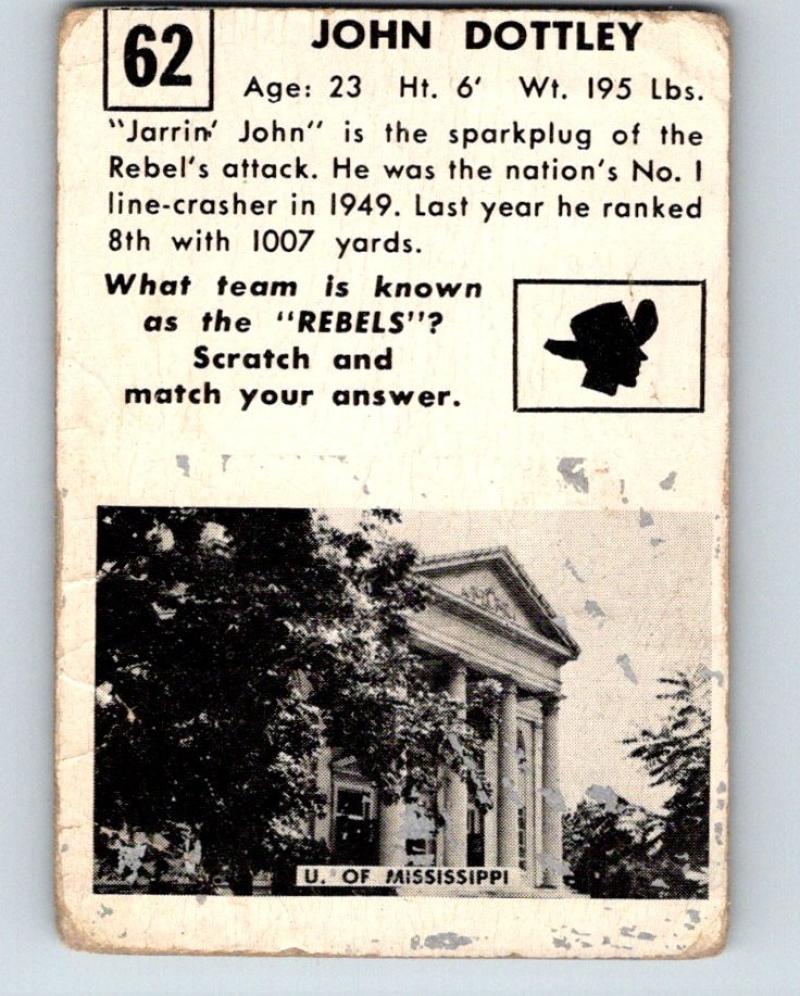 62
JOHN DOTTLEY
Age: 23 Ht. 6' Wt. 195 Lbs.
"Jarrin' John" is the sparkplug of the
Rebel's attack. He was the nation's No. 1
line-crasher in 1949. Last year he ranked
8th with 1007 yards.
What team is known
as the "REBELS"?
Scratch and
match your answer.
U. OF MISSISSIPPI